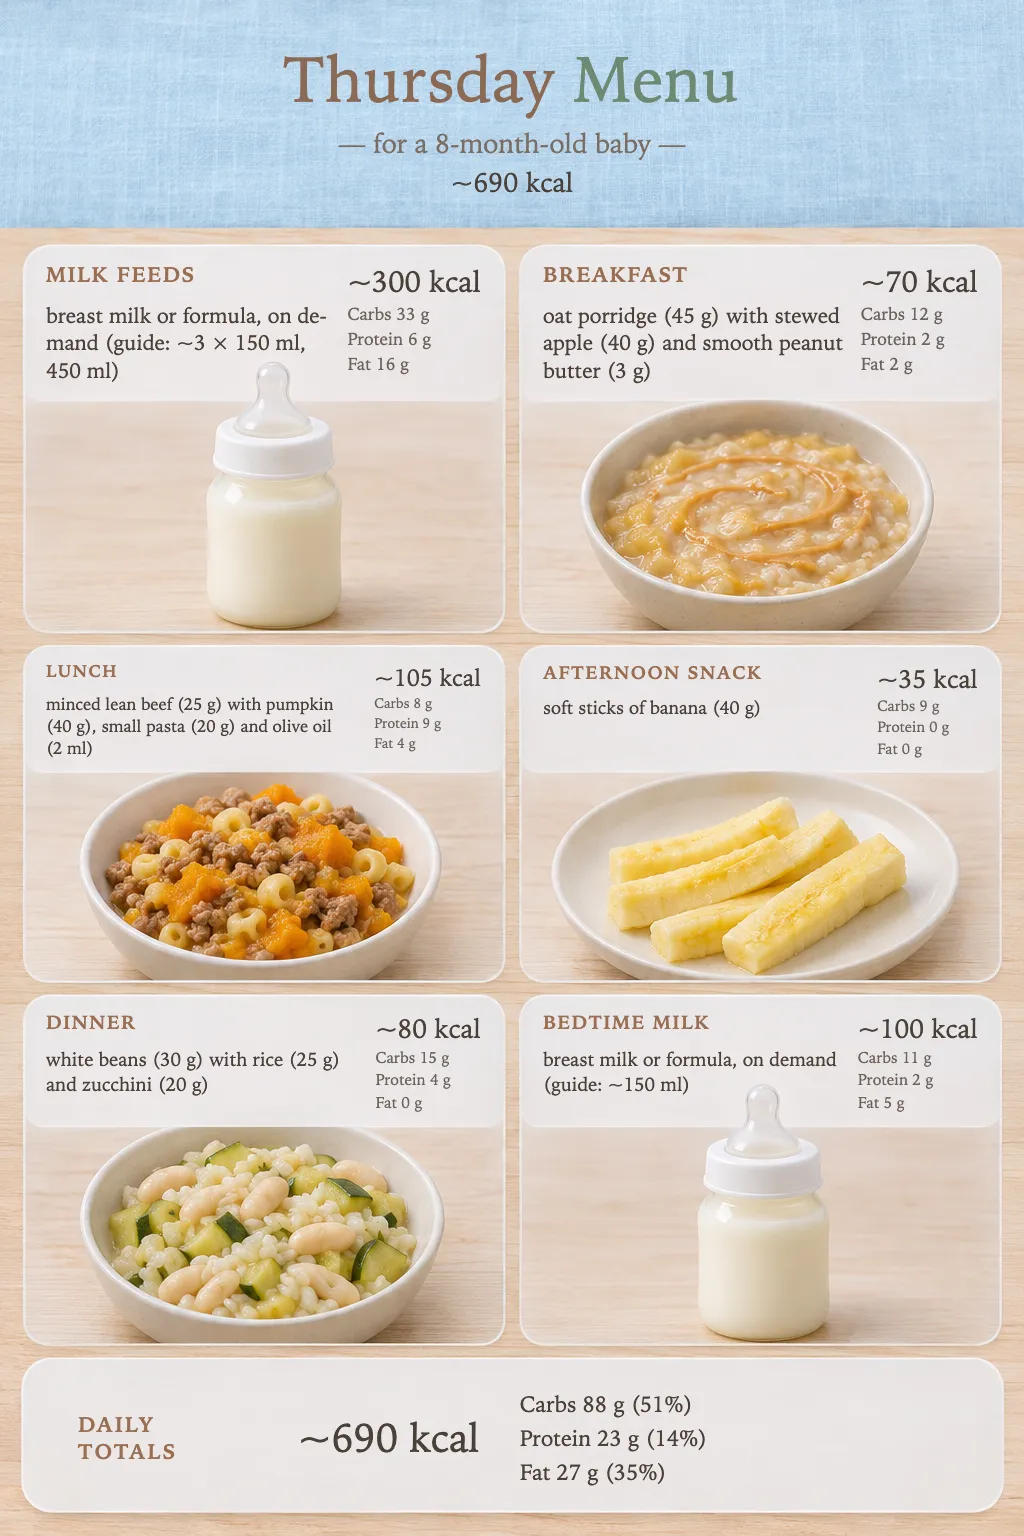 Thursday Menu
— for a 8-month-old baby —
~690 kcal
MILK FEEDS
breast milk or formula, on de-
mand (guide: ~3 × 150 ml,
450 ml)
~300 kcal
Carbs 33 g
Protein 6 g
Fat 16 g
BREAKFAST
oat porridge (45 g) with stewed
apple (40 g) and smooth peanut
butter (3 g)
~70 kcal
Carbs 12 g
Protein 2 g
Fat 2 g
LUNCH
minced lean beef (25 g) with pumpkin
(40 g), small pasta (20 g) and olive oil
(2 ml)
~105 kcal
Carbs 8 g
Protein 9 g
Fat 4 g
AFTERNOON SNACK
soft sticks of banana (40 g)
~35 kcal
Carbs 9 g
Protein 0 g
Fat 0 g
DINNER
white beans (30 g) with rice (25 g)
and zucchini (20 g)
~80 kcal
Carbs 15 g
Protein 4 g
Fat 0 g
BEDTIME MILK
breast milk or formula, on demand
(guide: ~150 ml)
~100 kcal
Carbs 11 g
Protein 2 g
Fat 5 g
DAILY
TOTALS
~690 kcal
Carbs 88 g (51%)
Protein 23 g (14%)
Fat 27 g (35%)